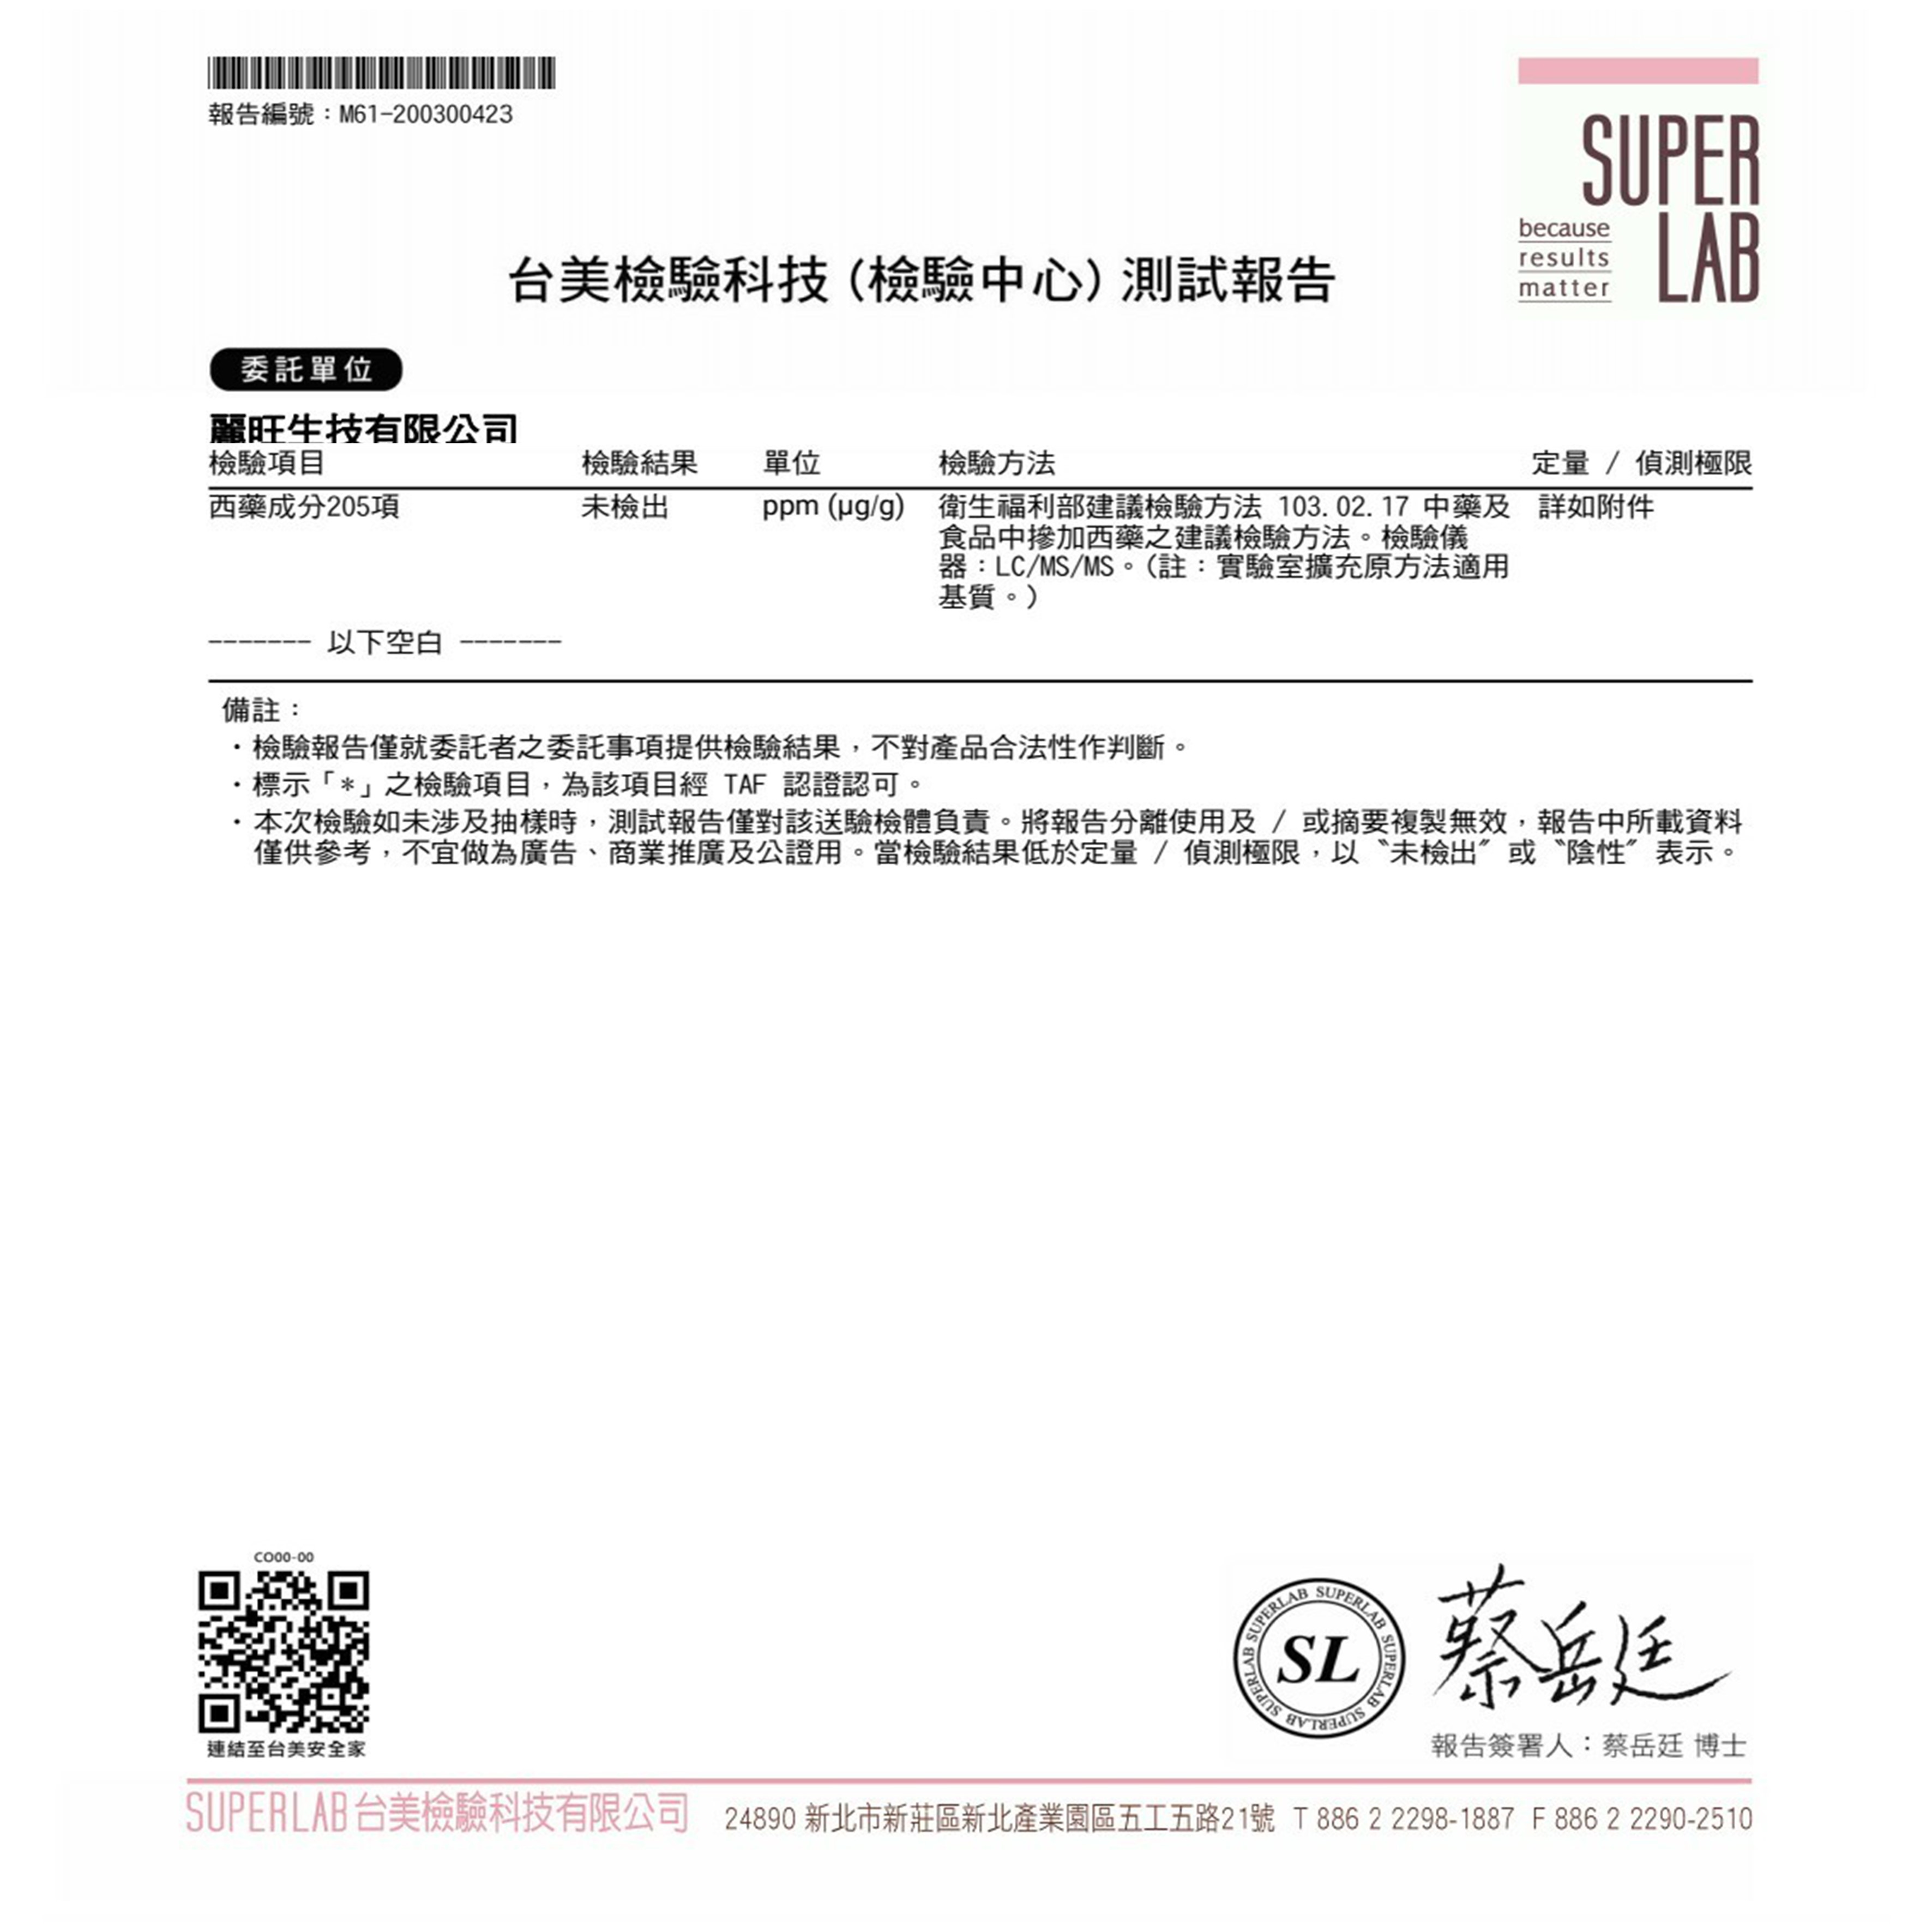 報告編號：M61-200300423
SUPER
LAB
because
results
matter
台美檢驗科技(檢驗中心)測試報告
委託單位
麗旺生技有限公司
檢驗項目 檢驗結果 單位 檢驗方法 定量 / 偵測極限
西藥成分205項 未檢出 ppm (μg/g) 衛生福利部建議檢驗方法 103.02.17 中藥及 詳如附件
食品中摻加西藥之建議檢驗方法。檢驗儀
器：LC/MS/MS。(註：實驗室擴充原方法適用
基質。)
------- 以下空白 -------
備註：
・檢驗報告僅就委託者之委託事項提供檢驗結果，不對產品合法性作判斷。
・標示「*」之檢驗項目，為該項目經 TAF 認證認可。
・本次檢驗如未涉及抽樣時，測試報告僅對該送驗檢體負責。將報告分離使用及 / 或摘要複製無效，報告中所載資料
僅供參考，不宜做為廣告、商業推廣及公證用。當檢驗結果低於定量 / 偵測極限，以〝未檢出〞或〝陰性〞表示。
CO00-00
連結至台美安全家
SUPERLAB SUPERLAB SUPERLAB SUPERLAB SUPERLAB SUPERLAB
SL
蔡岳廷
報告簽署人：蔡岳廷 博士
SUPERLAB 台美檢驗科技有限公司 24890 新北市新莊區新北產業園區五工五路21號 T 886 2 2298-1887 F 886 2 2290-2510